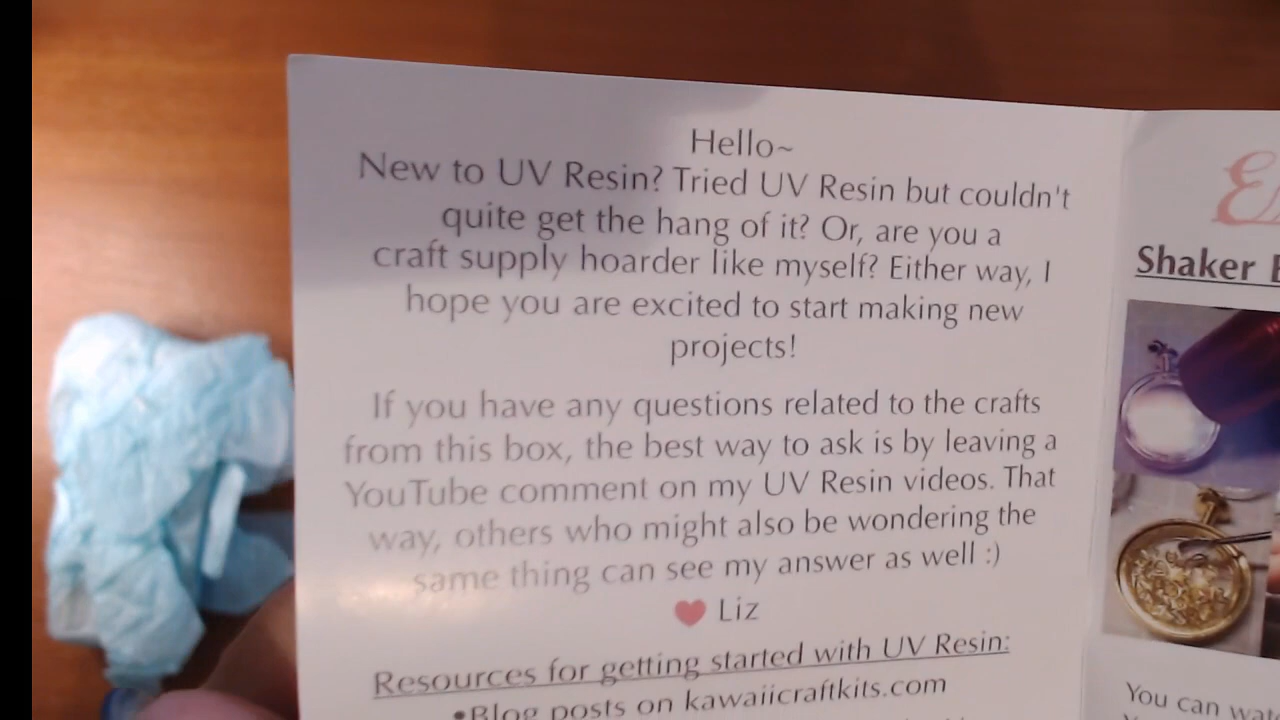 Hello~
New to UV Resin? Tried UV Resin but couldn't
quite get the hang of it? Or, are you a
craft supply hoarder like myself? Either way, I
hope you are excited to start making new
projects!
If you have any questions related to the crafts
from this box, the best way to ask is by leaving a
YouTube comment on my UV Resin videos. That
way, others who might also be wondering the
same thing can see my answer as well :)
❤ Liz
Resources for getting started with UV Resin:
•Blog posts on kawaiicraftkits.com
Shaker
You can